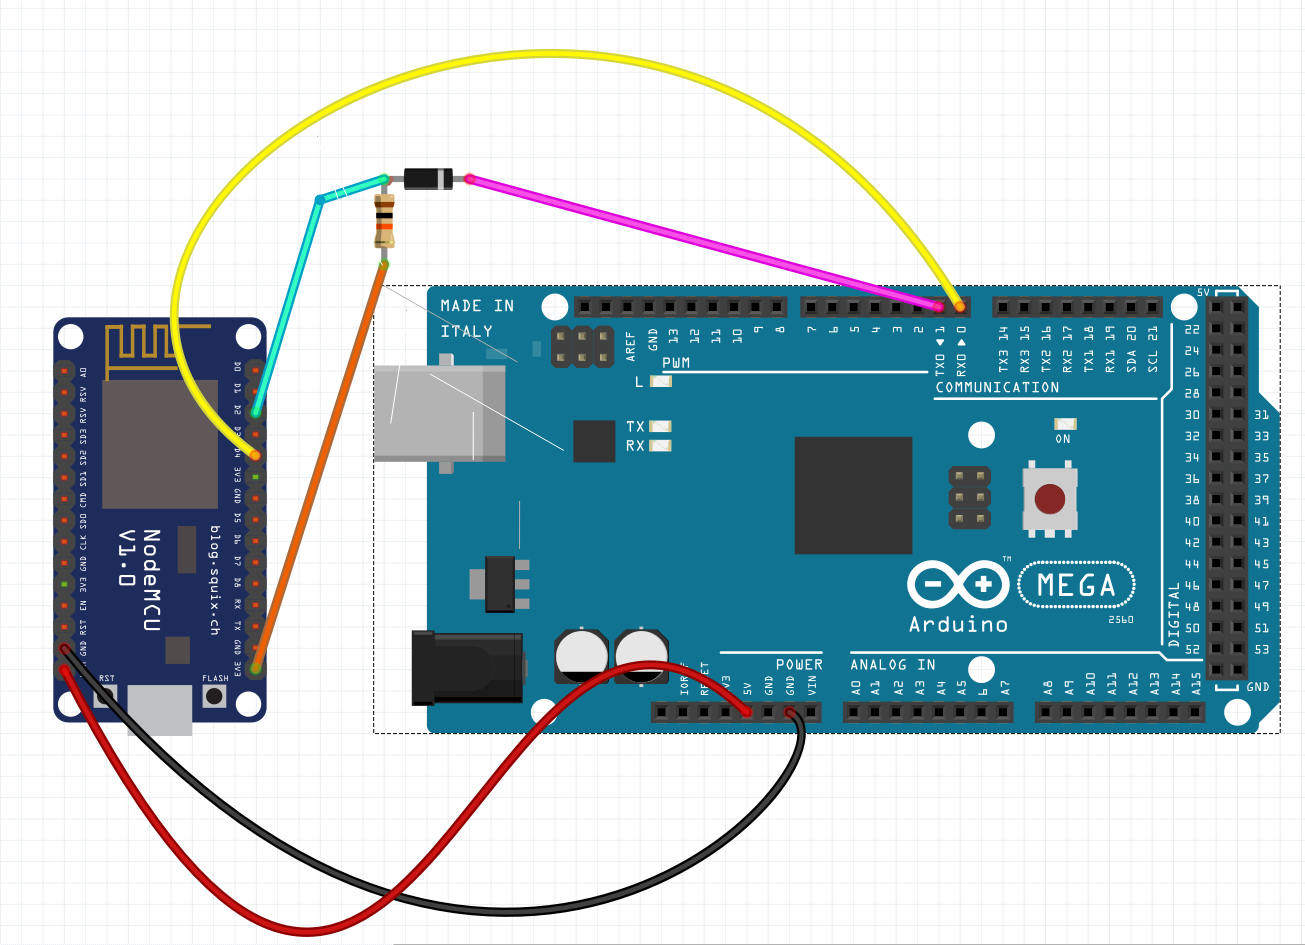 MADE IN
ITALY
AREF
GND
13
12
11
10
9
8
7
6
5
4
3
2
TX0 ▶ 1
RX0 ◀ 0
TX3 14
RX3 15
TX2 16
RX2 17
TX1 18
RX1 19
SDA 20
SCL 21
PWM
COMMUNICATION
L
TX
RX
ON
5V
22
24
26
28
30 31
32 33
34 35
36 37
38 39
40 41
42 43
44 45
46 47
48 49
50 51
52 53
GND
DIGITAL
™
MEGA
2560
Arduino
POWER
ANALOG IN
RESET
5V
GND
GND
VIN
A0
A1
A2
A3
A4
A5
A7
A8
A9
A10
A11
A12
A13
A14
A15
A0
RSV
RSV
SD3
SD2
SD1
CMD
SD0
CLK
GND
3V3
EN
RST
GND
D0
D1
D2
3V3
GND
D5
D6
D7
D8
RX
TX
GND
3V3
NodeMCU
V1.0
blog.squix.ch
RST
FLASH